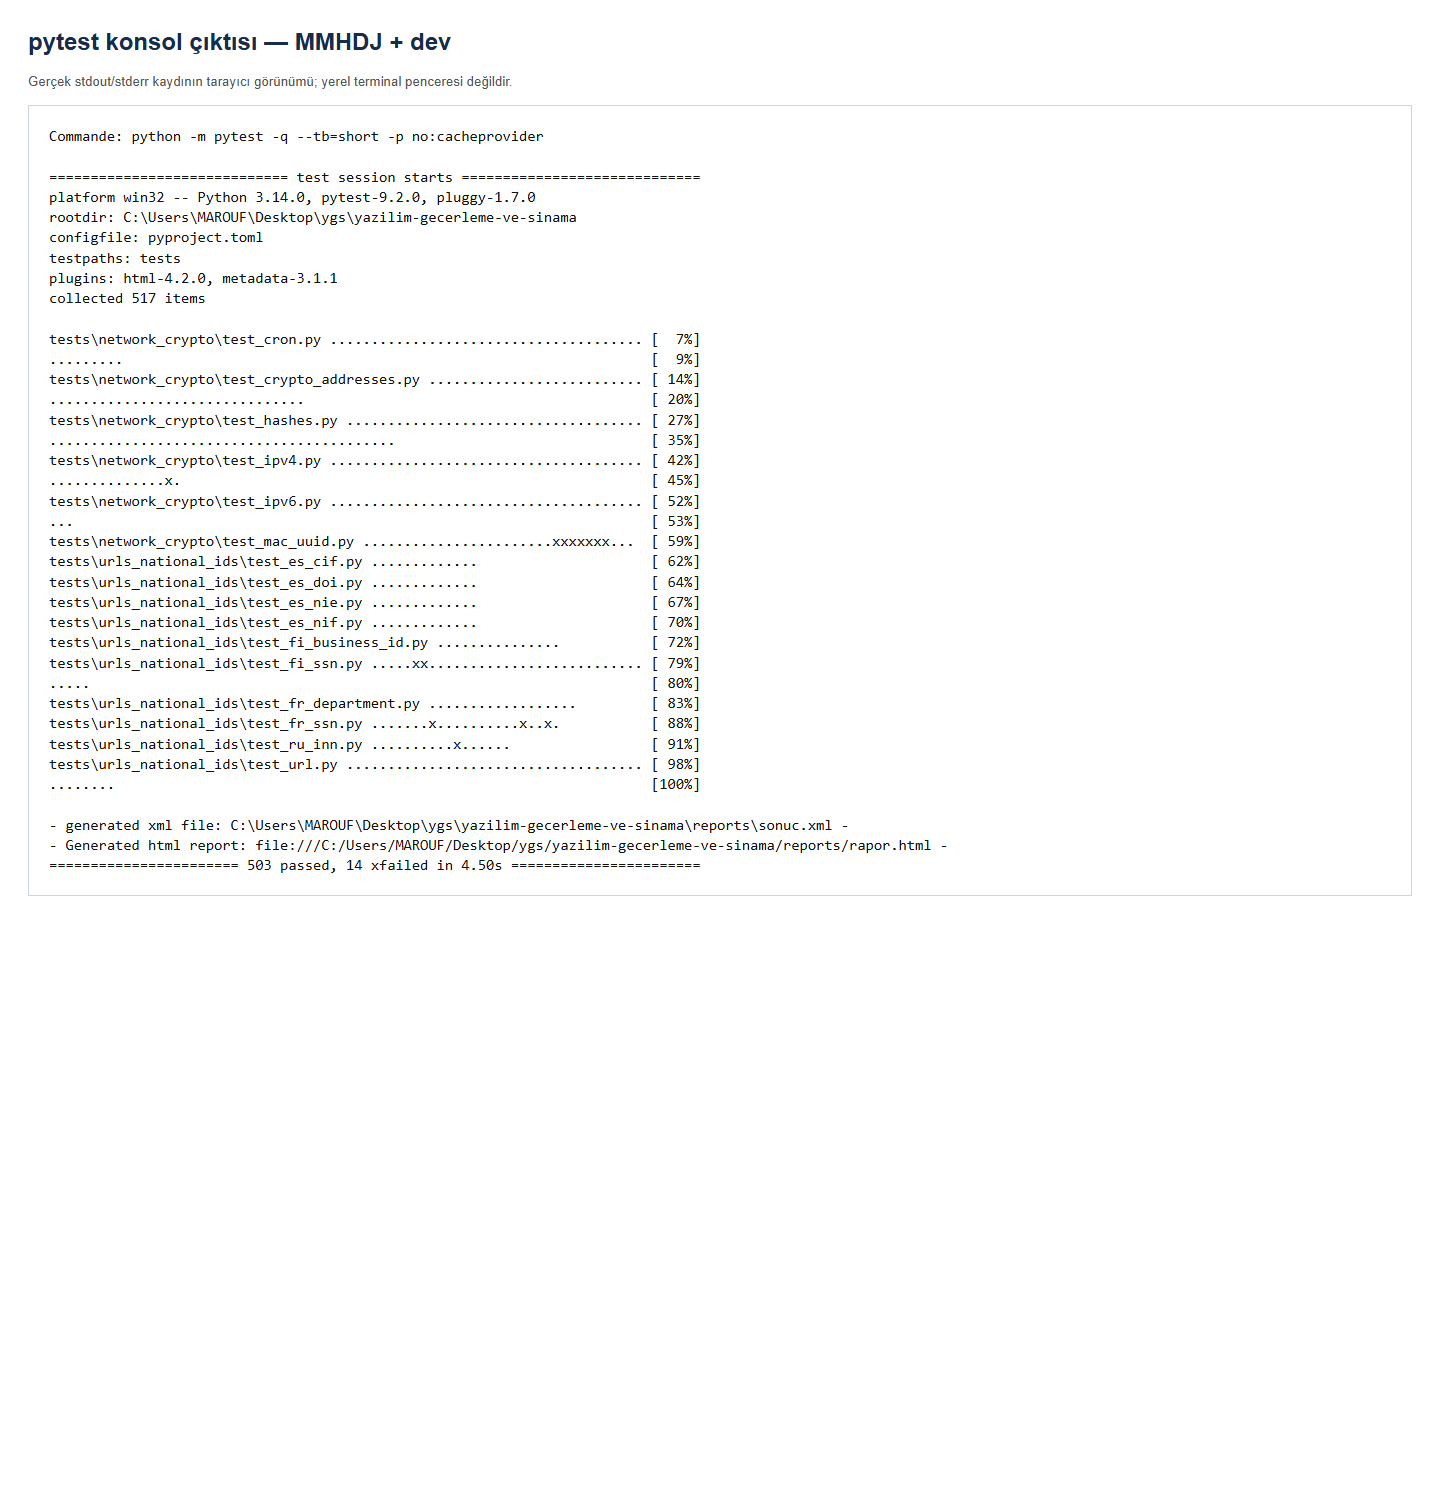 pytest konsol çıktısı — MMHDJ + dev
Gerçek stdout/stderr kaydının tarayıcı görünümü; yerel terminal penceresi değildir.
Commande: python -m pytest -q --tb=short -p no:cacheprovider
============================= test session starts =============================
platform win32 -- Python 3.14.0, pytest-9.2.0, pluggy-1.7.0
rootdir: C:\Users\MAROUF\Desktop\ygs\yazilim-gecerleme-ve-sinama
configfile: pyproject.toml
testpaths: tests
plugins: html-4.2.0, metadata-3.1.1
collected 517 items
tests\network_crypto\test_cron.py ...................................... [  7%]
.........                                                                [  9%]
tests\network_crypto\test_crypto_addresses.py .......................... [ 14%]
...............................                                          [ 20%]
tests\network_crypto\test_hashes.py .................................... [ 27%]
..........................................                               [ 35%]
tests\network_crypto\test_ipv4.py ...................................... [ 42%]
..............x.                                                         [ 45%]
tests\network_crypto\test_ipv6.py ...................................... [ 52%]
...                                                                      [ 53%]
tests\network_crypto\test_mac_uuid.py .......................xxxxxxx...  [ 59%]
tests\urls_national_ids\test_es_cif.py .............                     [ 62%]
tests\urls_national_ids\test_es_doi.py .............                     [ 64%]
tests\urls_national_ids\test_es_nie.py .............                     [ 67%]
tests\urls_national_ids\test_es_nif.py .............                     [ 70%]
tests\urls_national_ids\test_fi_business_id.py ...............           [ 72%]
tests\urls_national_ids\test_fi_ssn.py .....xx.......................... [ 79%]
.....                                                                    [ 80%]
tests\urls_national_ids\test_fr_department.py ..................         [ 83%]
tests\urls_national_ids\test_fr_ssn.py .......x..........x..x.           [ 88%]
tests\urls_national_ids\test_ru_inn.py ..........x......                 [ 91%]
tests\urls_national_ids\test_url.py .................................... [ 98%]
........                                                                 [100%]
- generated xml file: C:\Users\MAROUF\Desktop\ygs\yazilim-gecerleme-ve-sinama\reports\sonuc.xml -
- Generated html report: file:///C:/Users/MAROUF/Desktop/ygs/yazilim-gecerleme-ve-sinama/reports/rapor.html -
======================= 503 passed, 14 xfailed in 4.50s =======================